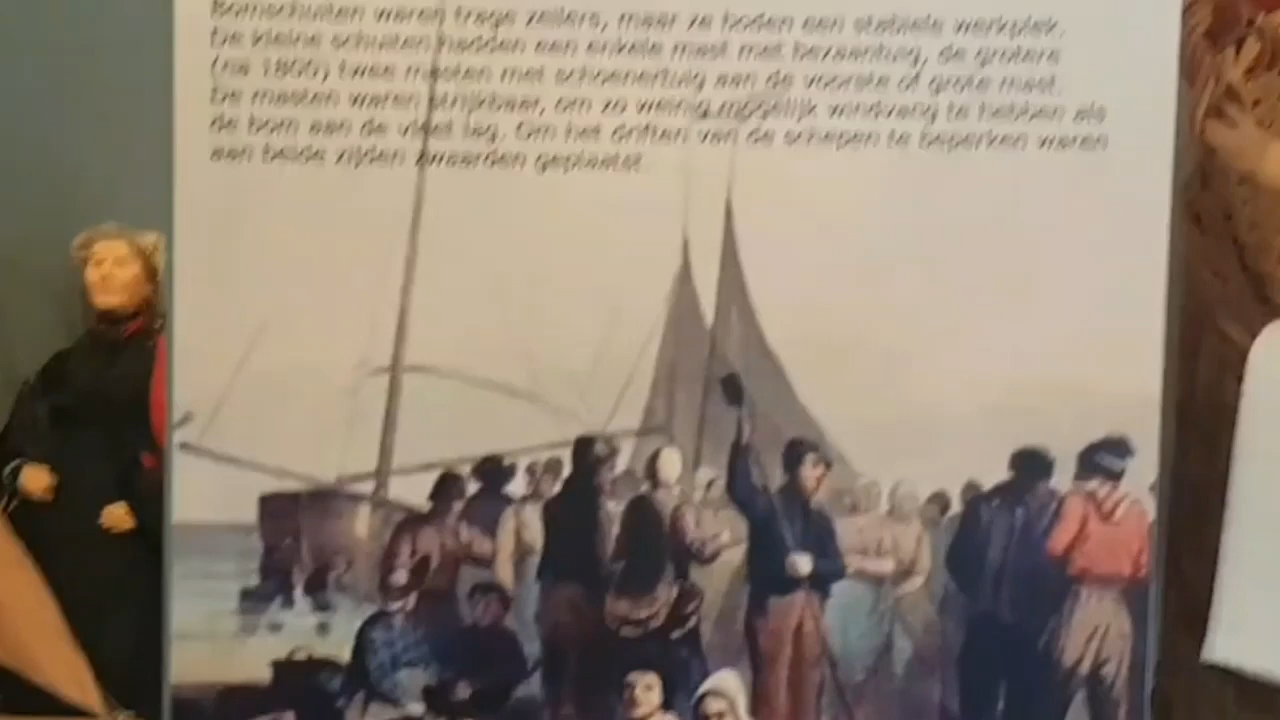 Bomschuiten waren trage zeilers, maar ze boden een stabiele werkplek.
De kleine schuiten hadden een enkele mast met bezaantuig, de grotere
(na 1866) twee masten met schoenertuig aan de voorste of grote mast.
De masten waren strijkbaar, om zo weinig mogelijk windvang te hebben als
de bom aan de vleet lag. Om het driften van de schepen te beperken waren
aan beide zijden zwaarden geplaatst.